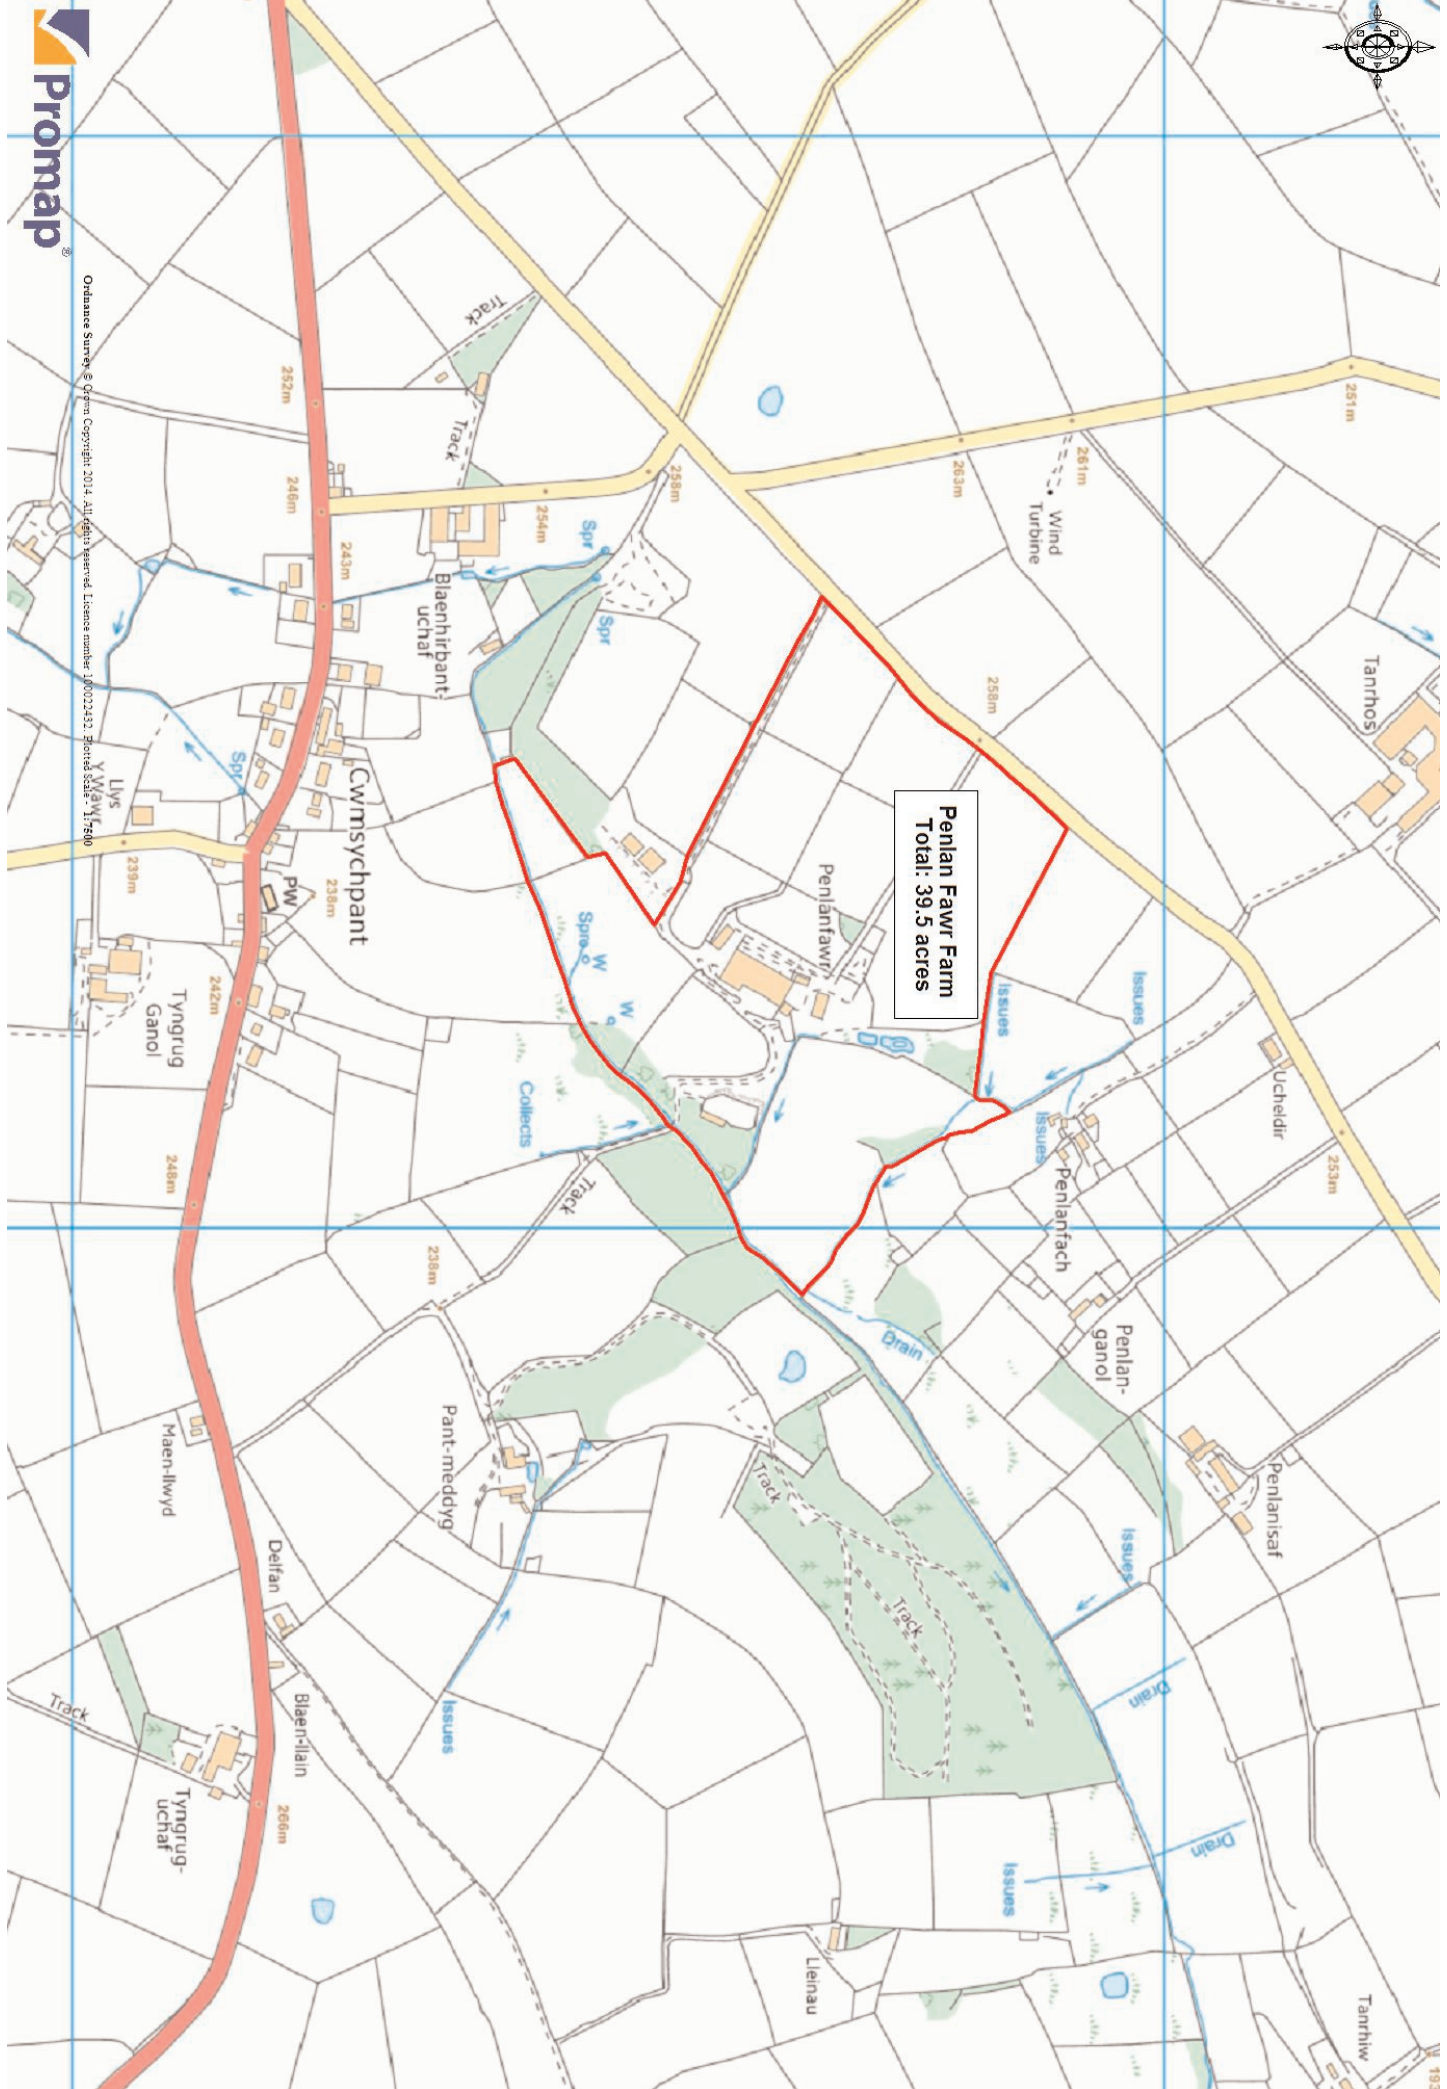 Promap®
Ordnance Survey © Crown Copyright 2014. All rights reserved. Licence number 100022432. Plotted Scale - 1:7500
Penlan Fawr Farm
Total: 39.5 acres
251m
261m
263m
Wind
Turbine
Tanrhos
Track
Track
258m
254m
252m
246m
243m
Spr
Spr
Blaenhirbant-
uchaf
258m
Penlanfawr
Issues
Issues
Issues
Ucheldir
253m
Penlanfach
Penlan-
ganol
Penlanisaf
Cwmsychpant
238m
PW
Spr
Llys
Y Wawr
239m
Tyngrug
Ganol
242m
248m
Spre
W
W
Collects
Track
238m
Drain
Pant-meddyg
Track
Track
Issues
Drain
Drain
Issues
Issues
Maen-llwyd
Delfan
Blaen-llain
Track
Tyngrug-
uchaf
266m
Lleinau
Tanrhiw